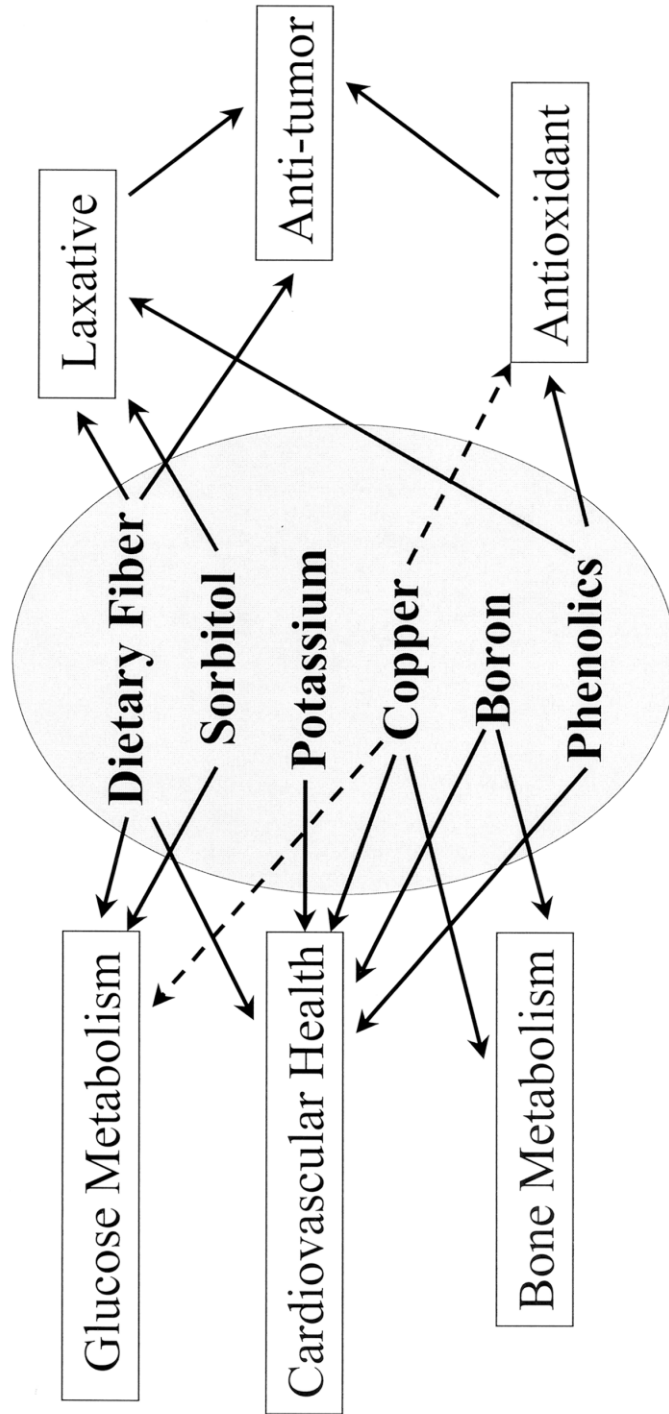 Glucose Metabolism
Cardiovascular Health
Bone Metabolism
Dietary Fiber
Sorbitol
Potassium
Copper
Boron
Phenolics
Laxative
Anti-tumor
Antioxidant